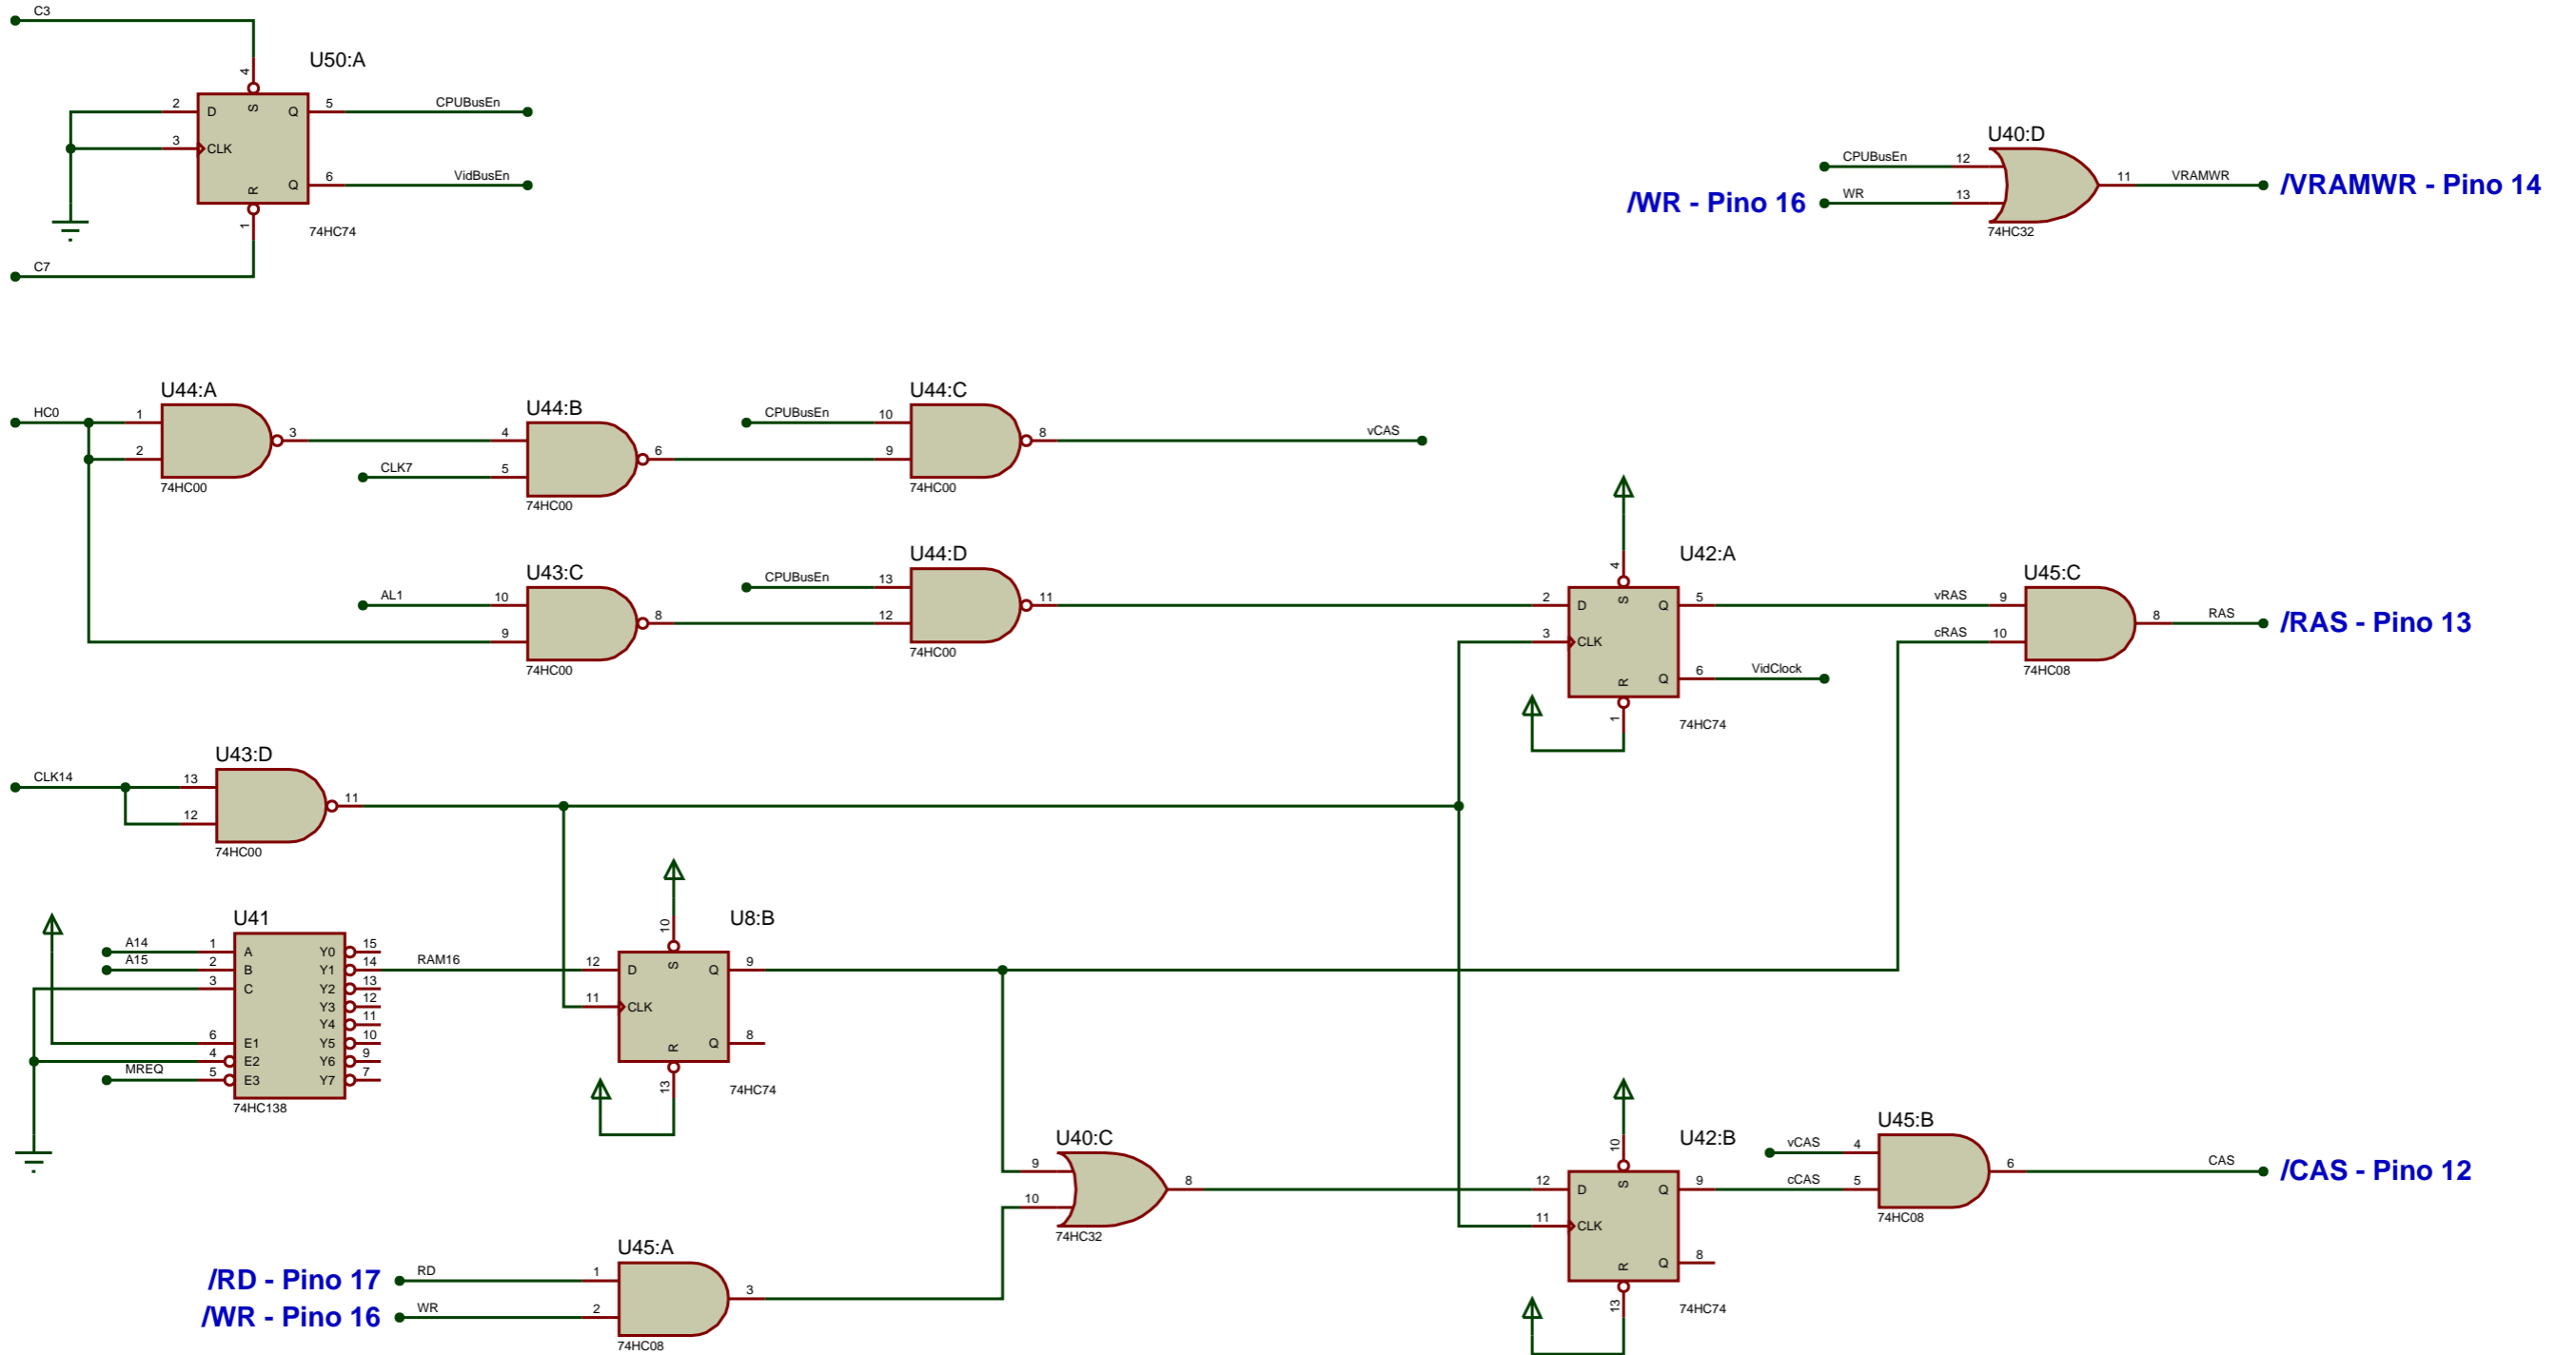 C3
U50:A
4
2 D S Q 5 CPUBusEn
3 CLK
R Q 6 VidBusEn
1
74HC74
C7
U40:D
CPUBusEn 12
WR 13
11 VRAMWR
/WR - Pino 16
/VRAMWR - Pino 14
74HC32
HC0
U44:A
1
2
3
74HC00
U44:B
4
CLK7 5
6
74HC00
U44:C
CPUBusEn 10
9
8 vCAS
74HC00
U43:C
AL1 10
9
8
74HC00
U44:D
CPUBusEn 13
12
11
74HC00
U42:A
4
2 D S Q 5 vRAS
3 CLK
R Q 6 VidClock
1
74HC74
U45:C
9
cRAS 10
8 RAS
/RAS - Pino 13
74HC08
CLK14
U43:D
13
12
11
74HC00
U41
A14 1 A Y0 15
A15 2 B Y1 14 RAM16
3 C Y2 13
Y3 12
Y4 11
6 E1 Y5 10
4 E2 Y6 9
MREQ 5 E3 Y7 7
74HC138
U8:B
10
12 D S Q 9
11 CLK
R Q 8
13
74HC74
U40:C
9
10
8
74HC32
U45:A
/RD - Pino 17 RD 1
/WR - Pino 16 WR 2
3
74HC08
U42:B
10
12 D S Q 9 cCAS
11 CLK
R Q 8
13
74HC74
U45:B
vCAS 4
5
6 CAS
/CAS - Pino 12
74HC08